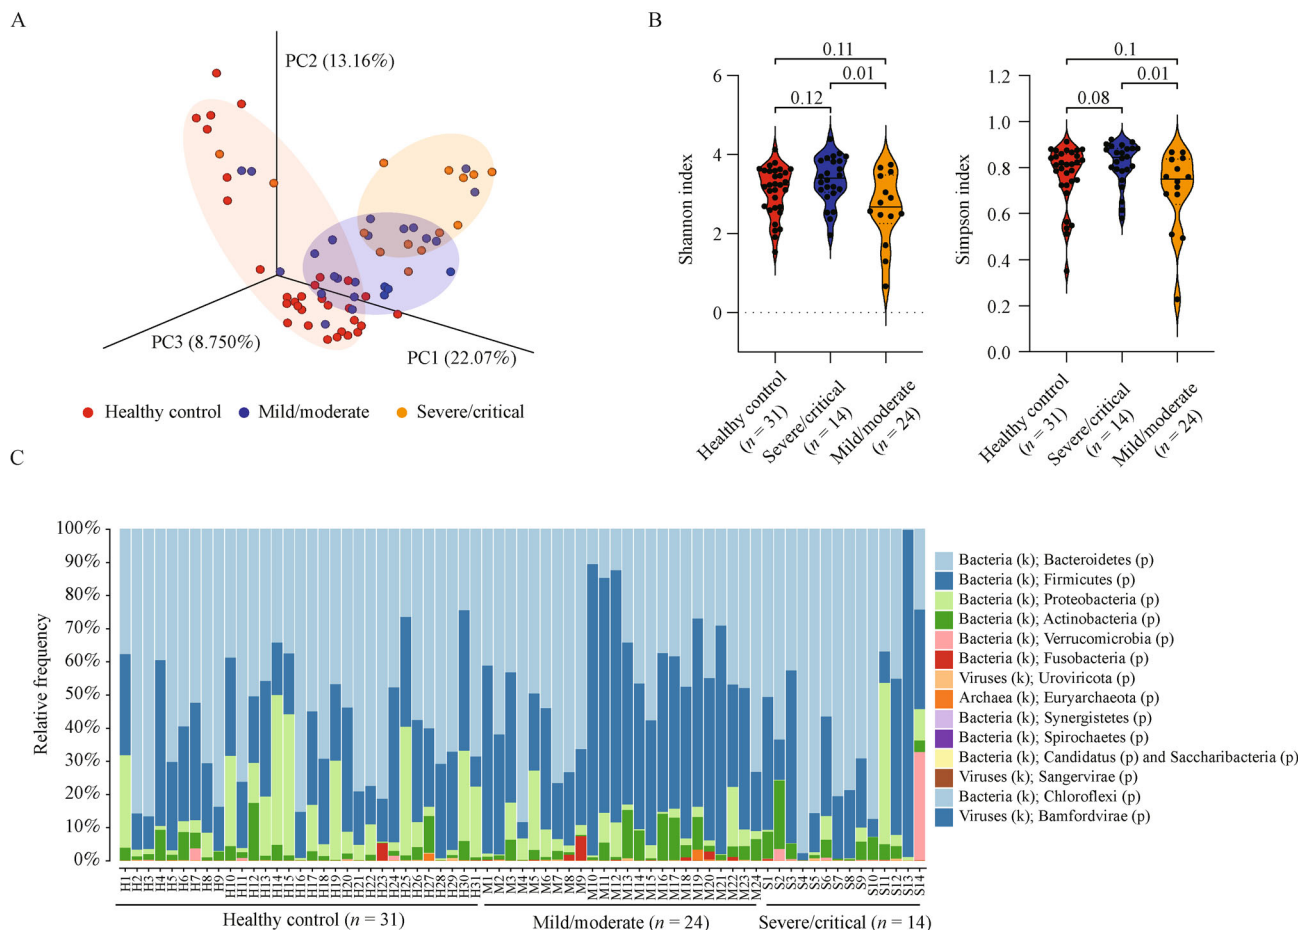 A
PC2 (13.16%)
PC3 (8.750%)
PC1 (22.07%)
Healthy control
Mild/moderate
Severe/critical
B
0.11
0.01
0.12
6
4
2
0
Shannon index
Healthy control
(n = 31)
Severe/critical
(n = 14)
Mild/moderate
(n = 24)
0.1
0.01
0.08
1.2
1.0
0.8
0.6
0.4
0.2
0.0
Simpson index
Healthy control
(n = 31)
Severe/critical
(n = 14)
Mild/moderate
(n = 24)
C
100%
90%
80%
70%
60%
50%
40%
30%
20%
10%
0%
Relative frequency
H1 H2 H3 H4 H5 H6 H7 H8 H9 H10 H11 H12 H13 H14 H15 H16 H17 H18 H19 H20 H21 H22 H23 H24 H25 H26 H27 H28 H29 H30 H31 M1 M2 M3 M4 M5 M6 M7 M8 M9 M10 M11 M12 M13 M14 M15 M16 M17 M18 M19 M20 M21 M22 M23 M24 S1 S2 S3 S4 S5 S6 S7 S8 S9 S10 S11 S12 S13 S14
Healthy control (n = 31)
Mild/moderate (n = 24)
Severe/critical (n = 14)
Bacteria (k); Bacteroidetes (p)
Bacteria (k); Firmicutes (p)
Bacteria (k); Proteobacteria (p)
Bacteria (k); Actinobacteria (p)
Bacteria (k); Verrucomicrobia (p)
Bacteria (k); Fusobacteria (p)
Viruses (k); Uroviricota (p)
Archaea (k); Euryarchaeota (p)
Bacteria (k); Synergistetes (p)
Bacteria (k); Spirochaetes (p)
Bacteria (k); Candidatus (p) and Saccharibacteria (p)
Viruses (k); Sangervirae (p)
Bacteria (k); Chloroflexi (p)
Viruses (k); Bamfordvirae (p)